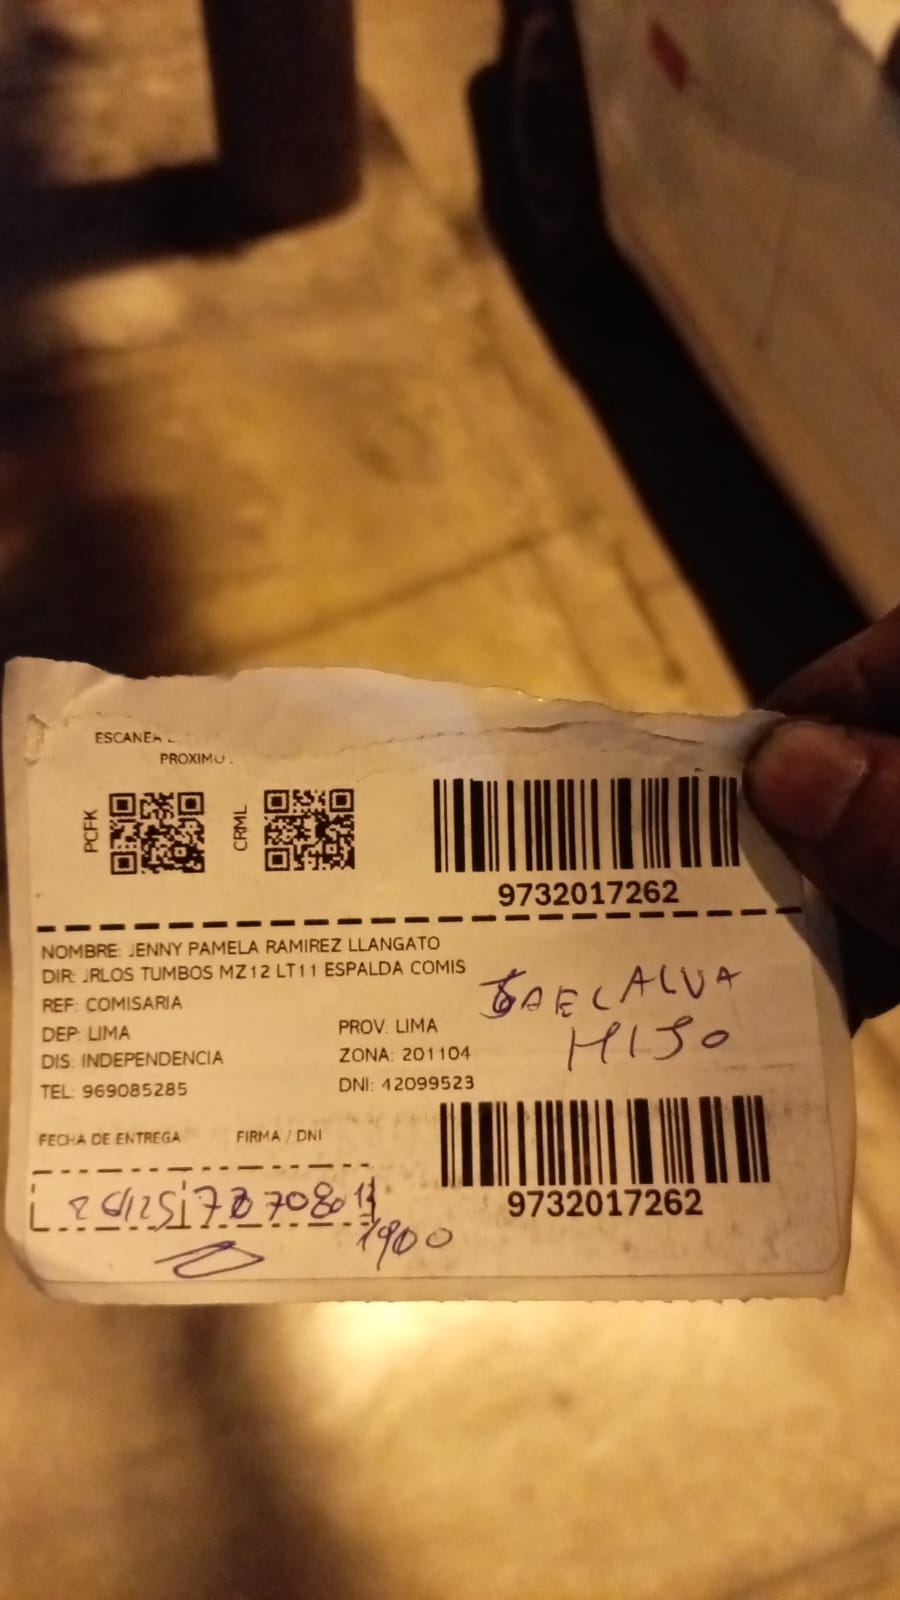 ESCANEA
PROXIMO
PCFK
CRML
9732017262
NOMBRE: JENNY PAMELA RAMIREZ LLANGATO
DIR: JRLOS TUMBOS MZ12 LT11 ESPALDA COMIS
REF: COMISARIA
DEP: LIMA PROV: LIMA
DIS: INDEPENDENCIA ZONA: 201104
TEL: 969085285 DNI: 42099523
ALVA
HIJO
FECHA DE ENTREGA FIRMA / DNI
9732017262
1900